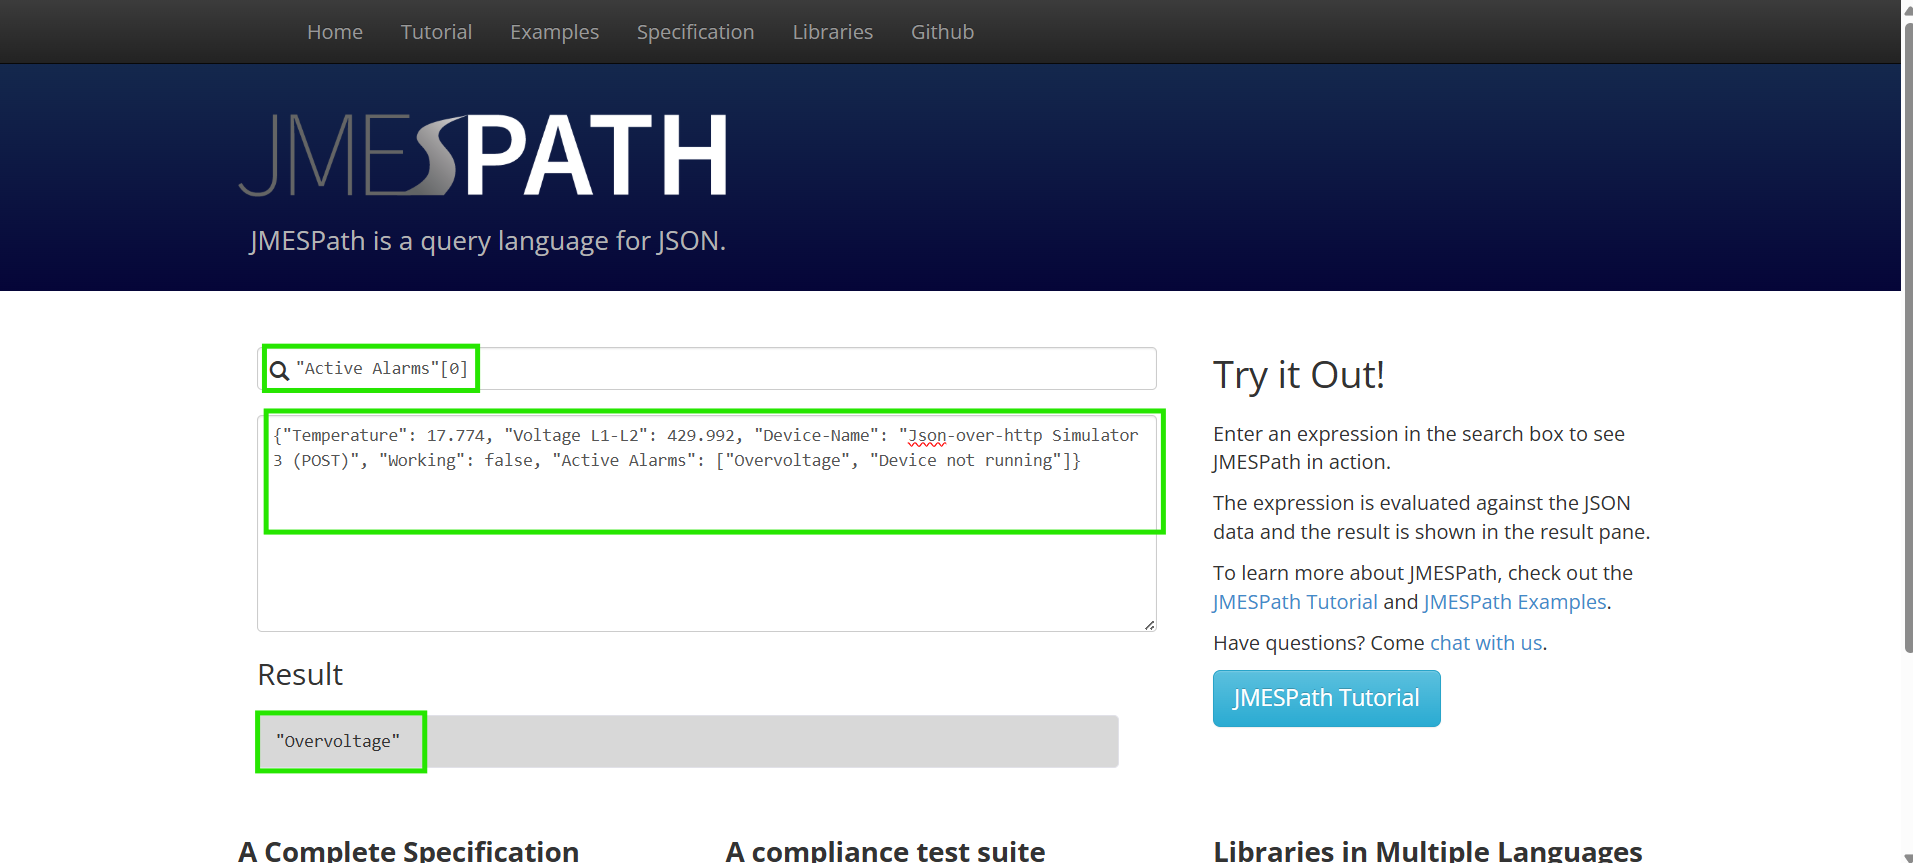 Home Tutorial Examples Specification Libraries Github
JMESPATH
JMESPath is a query language for JSON.
"Active Alarms"[0]
{"Temperature": 17.774, "Voltage L1-L2": 429.992, "Device-Name": "Json-over-http Simulator
3 (POST)", "Working": false, "Active Alarms": ["Overvoltage", "Device not running"]}
Result
"Overvoltage"
Try it Out!
Enter an expression in the search box to see
JMESPath in action.
The expression is evaluated against the JSON
data and the result is shown in the result pane.
To learn more about JMESPath, check out the
JMESPath Tutorial and JMESPath Examples.
Have questions? Come chat with us.
JMESPath Tutorial
A Complete Specification
A compliance test suite
Libraries in Multiple Languages